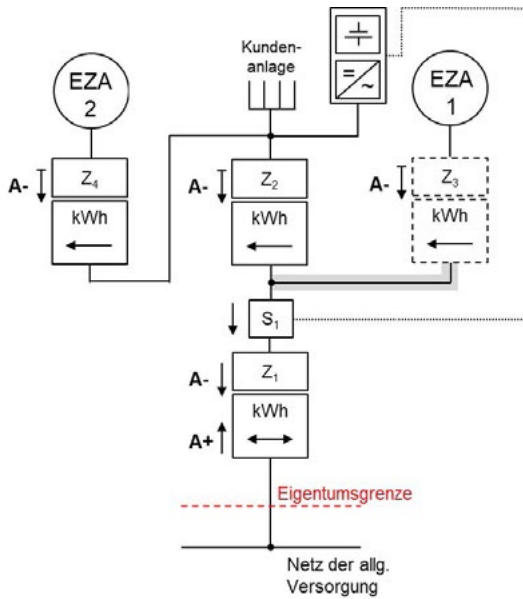 Kunden-
anlage
=
~
EZA
2
EZA
1
A-
Z4
kWh
A-
Z2
kWh
A-
Z3
kWh
S1
A-
Z1
kWh
A+
Eigentumsgrenze
Netz der allg.
Versorgung